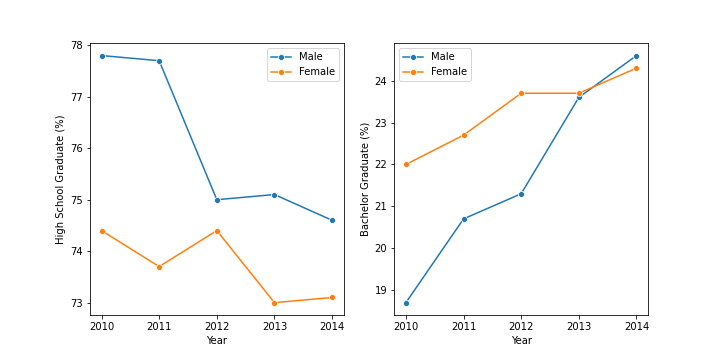 High School Graduate (%)
78
77
76
75
74
73
2010 2011 2012 2013 2014
Year
Male
Female
Bachelor Graduate (%)
24
23
22
21
20
19
2010 2011 2012 2013 2014
Year
Male
Female